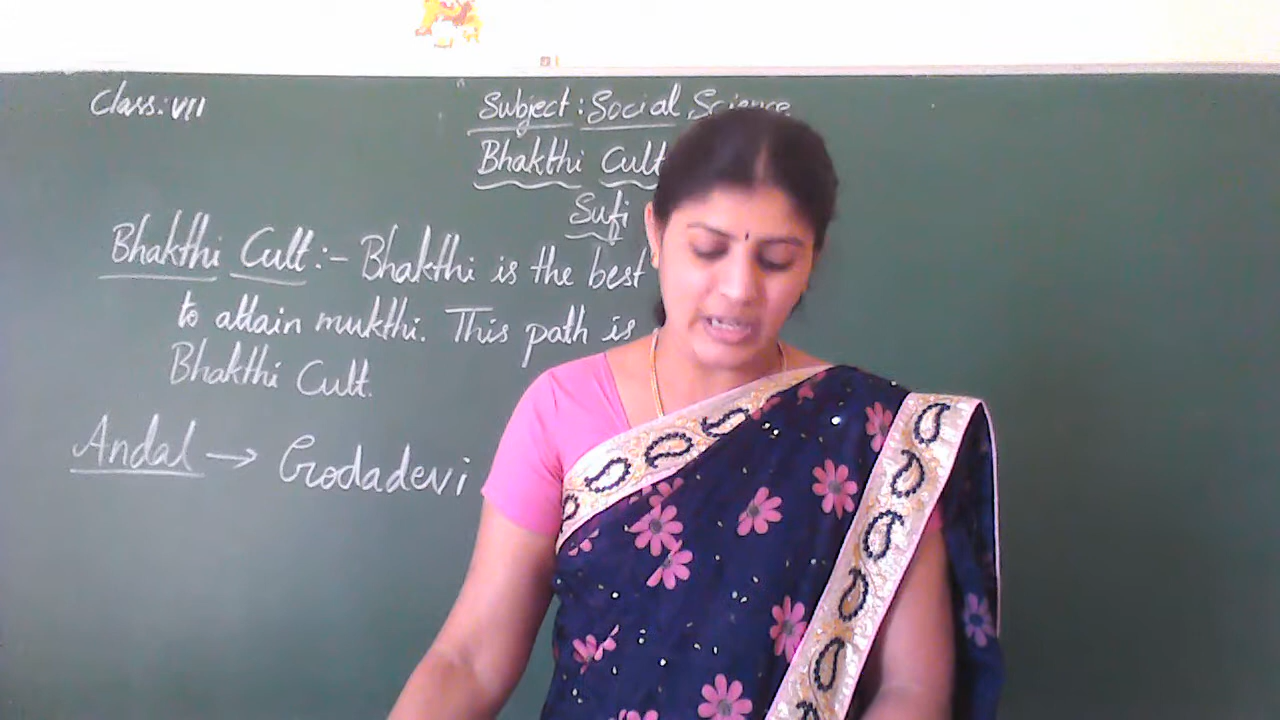 Class: VII
Subject: Social Science
Bhakthi Cult
Sufi
Bhakthi Cult:- Bhakthi is the best
to attain mukthi. This path is
Bhakthi Cult.
Andal → Godadevi